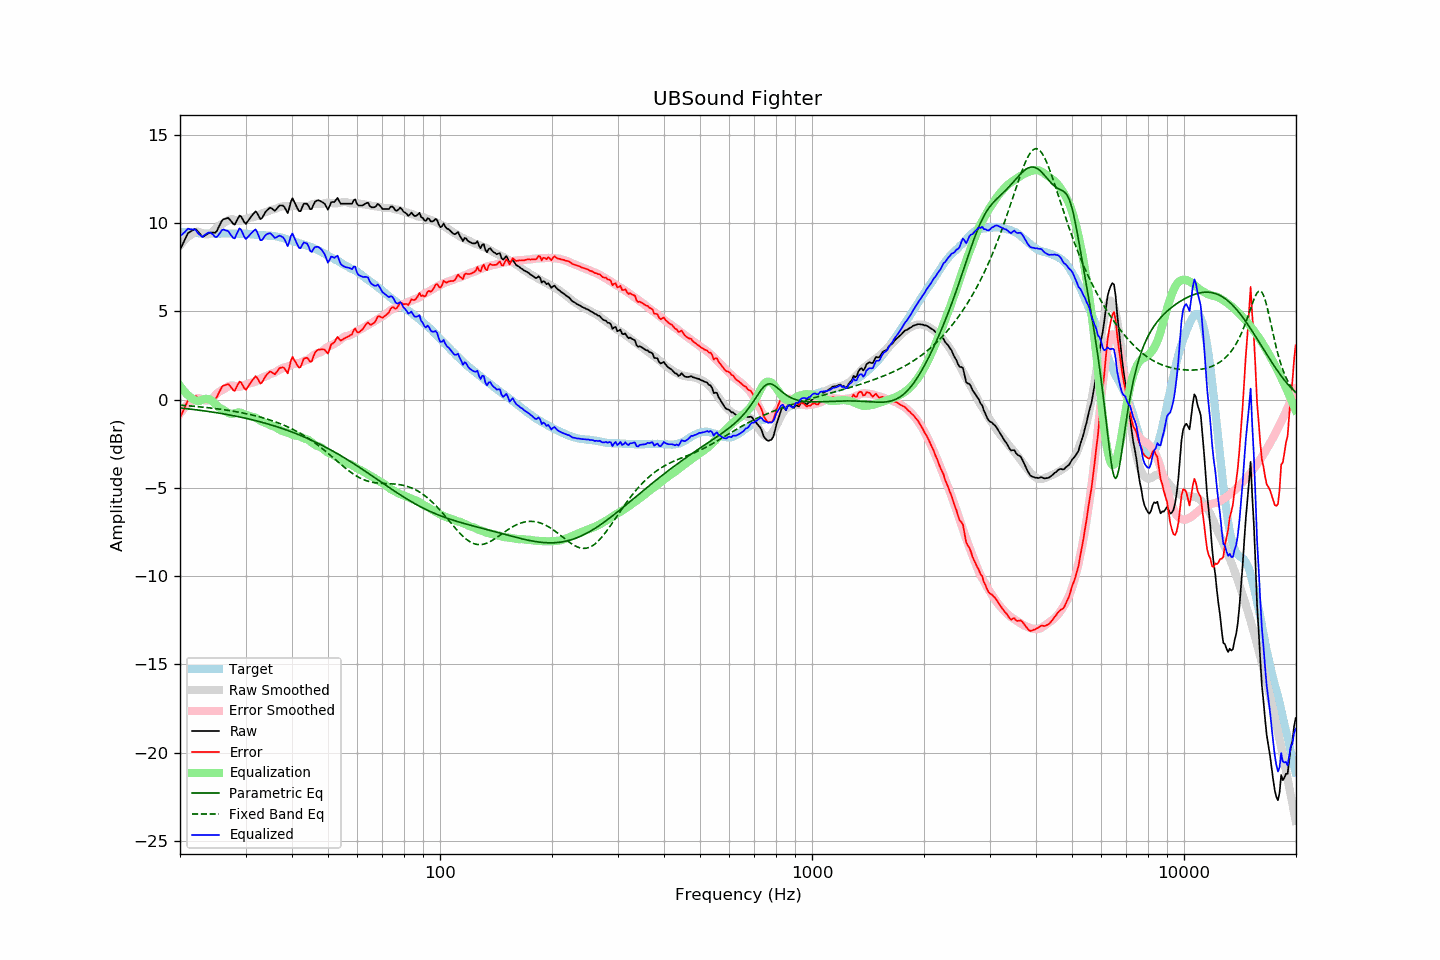 UBSound Fighter
15
10
5
0
−5
−10
−15
−20
−25
Amplitude (dBr)
Target
Raw Smoothed
Error Smoothed
Raw
Error
Equalization
Parametric Eq
Fixed Band Eq
Equalized
100
1000
10000
Frequency (Hz)